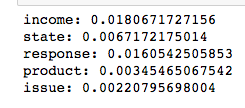 income: 0.0180671727156
state: 0.0067172175014
response: 0.0160542505853
product: 0.00345465067542
issue: 0.00220795698004